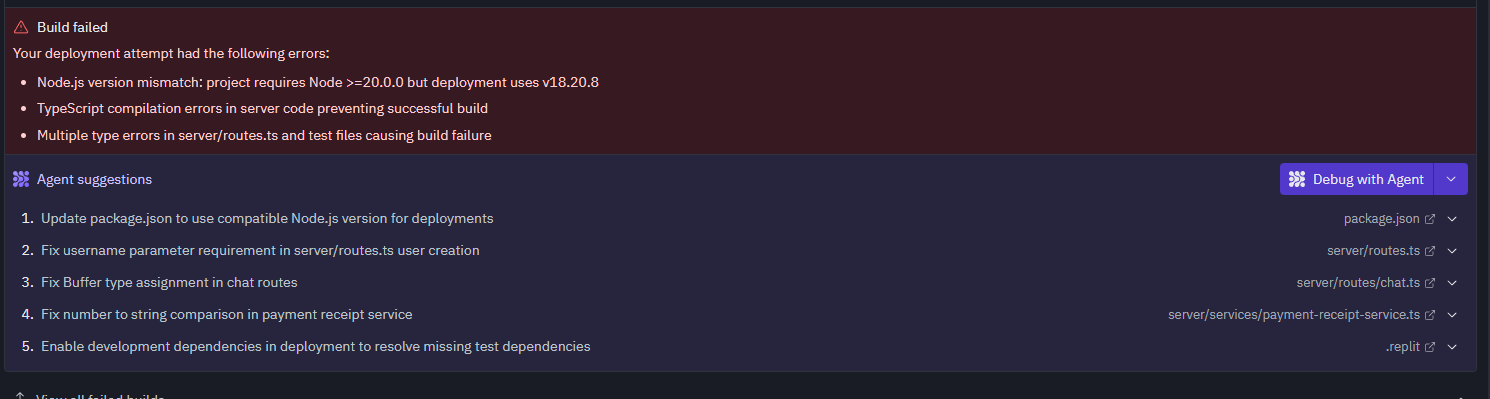 Build failed
Your deployment attempt had the following errors:
• Node.js version mismatch: project requires Node >=20.0.0 but deployment uses v18.20.8
• TypeScript compilation errors in server code preventing successful build
• Multiple type errors in server/routes.ts and test files causing build failure
Agent suggestions Debug with Agent
1. Update package.json to use compatible Node.js version for deployments package.json
2. Fix username parameter requirement in server/routes.ts user creation server/routes.ts
3. Fix Buffer type assignment in chat routes server/routes/chat.ts
4. Fix number to string comparison in payment receipt service server/services/payment-receipt-service.ts
5. Enable development dependencies in deployment to resolve missing test dependencies .replit
View all failed builds